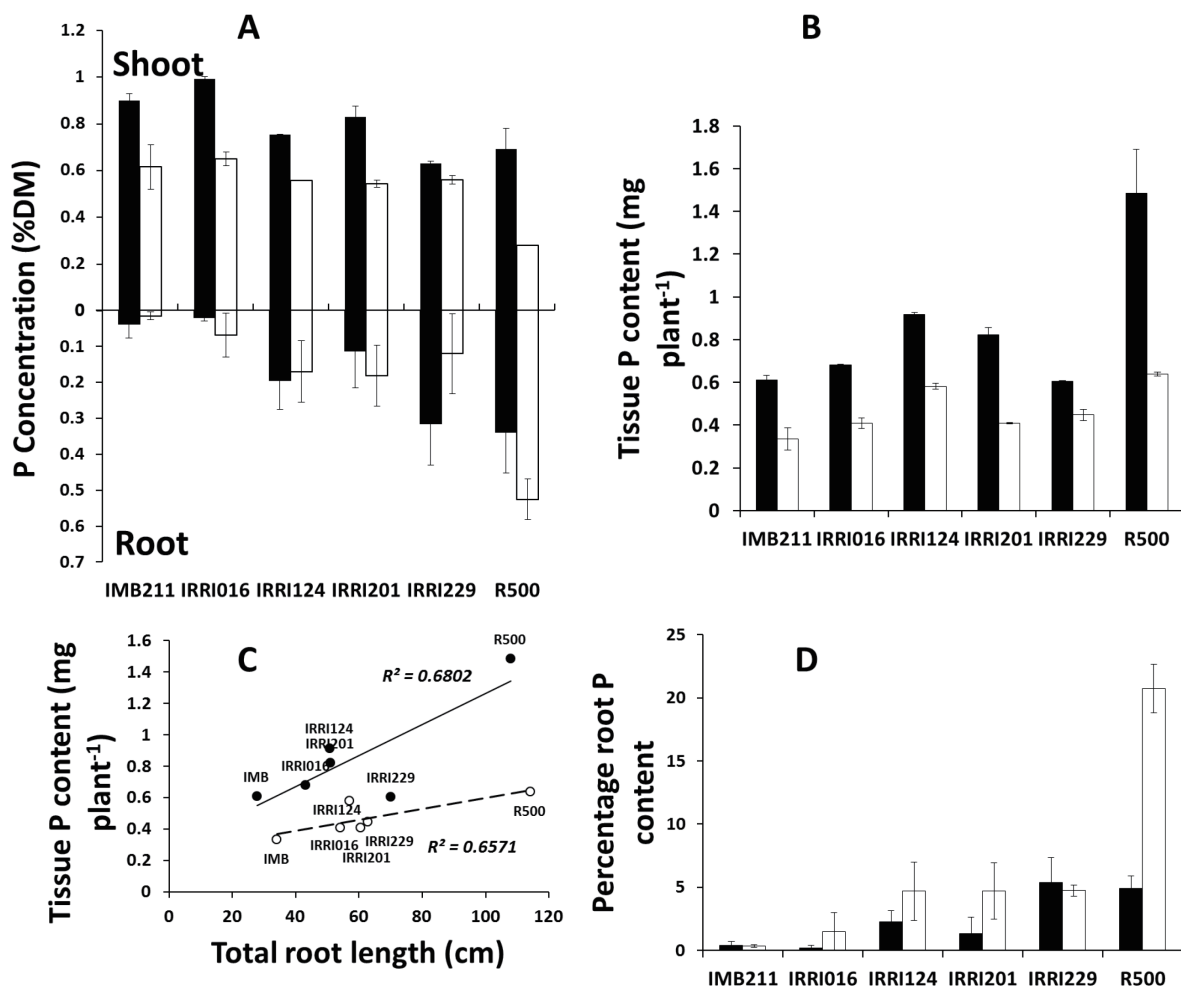 A
Shoot
P Concentration (%DM)
1.2
1
0.8
0.6
0.4
0.2
0
0.1
0.2
0.3
0.4
0.5
0.6
0.7
Root
IMB211 IRRI016 IRRI124 IRRI201 IRRI229 R500
B
Tissue P content (mg
plant⁻¹)
1.8
1.6
1.4
1.2
1
0.8
0.6
0.4
0.2
0
IMB211 IRRI016 IRRI124 IRRI201 IRRI229 R500
C
Tissue P content (mg
plant⁻¹)
1.6
1.4
1.2
1
0.8
0.6
0.4
0.2
0
R500
R² = 0.6802
IRRI124
IRRI201
IMB
IRRI016
IRRI229
IRRI124
R500
IMB
IRRI016
IRRI229
IRRI201
R² = 0.6571
0 20 40 60 80 100 120
Total root length (cm)
D
Percentage root P
content
25
20
15
10
5
0
IMB211 IRRI016 IRRI124 IRRI201 IRRI229 R500